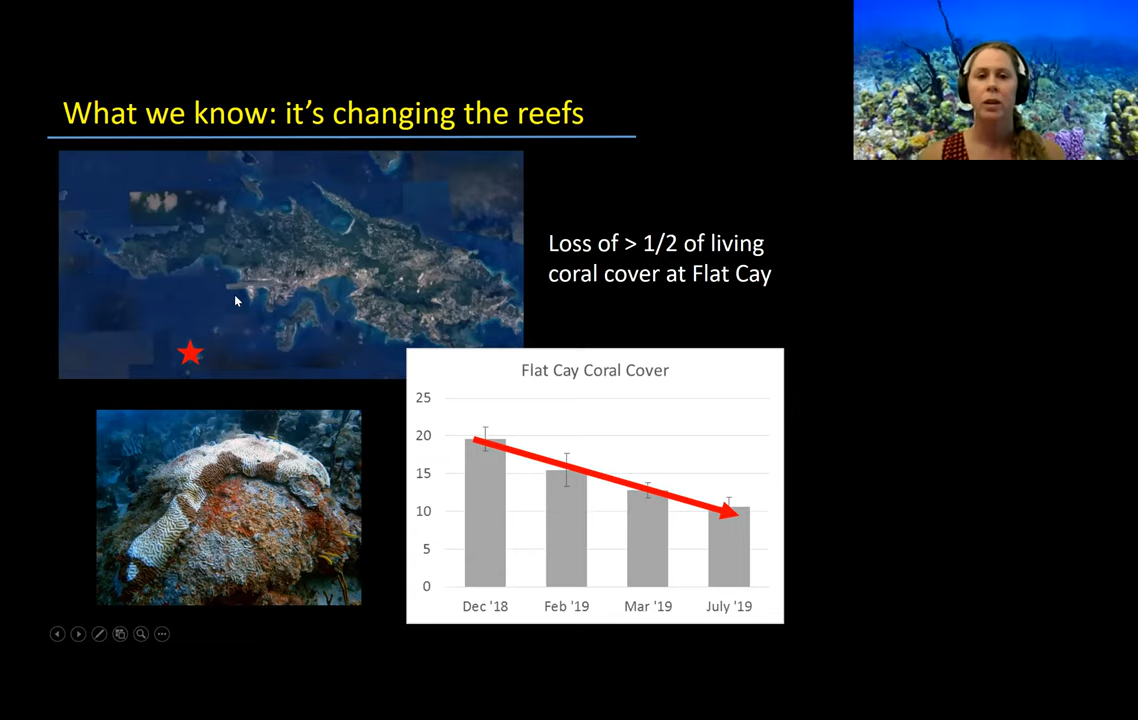 What we know: it's changing the reefs
Loss of > 1/2 of living
coral cover at Flat Cay
Flat Cay Coral Cover
25
20
15
10
5
0
Dec '18 Feb '19 Mar '19 July '19